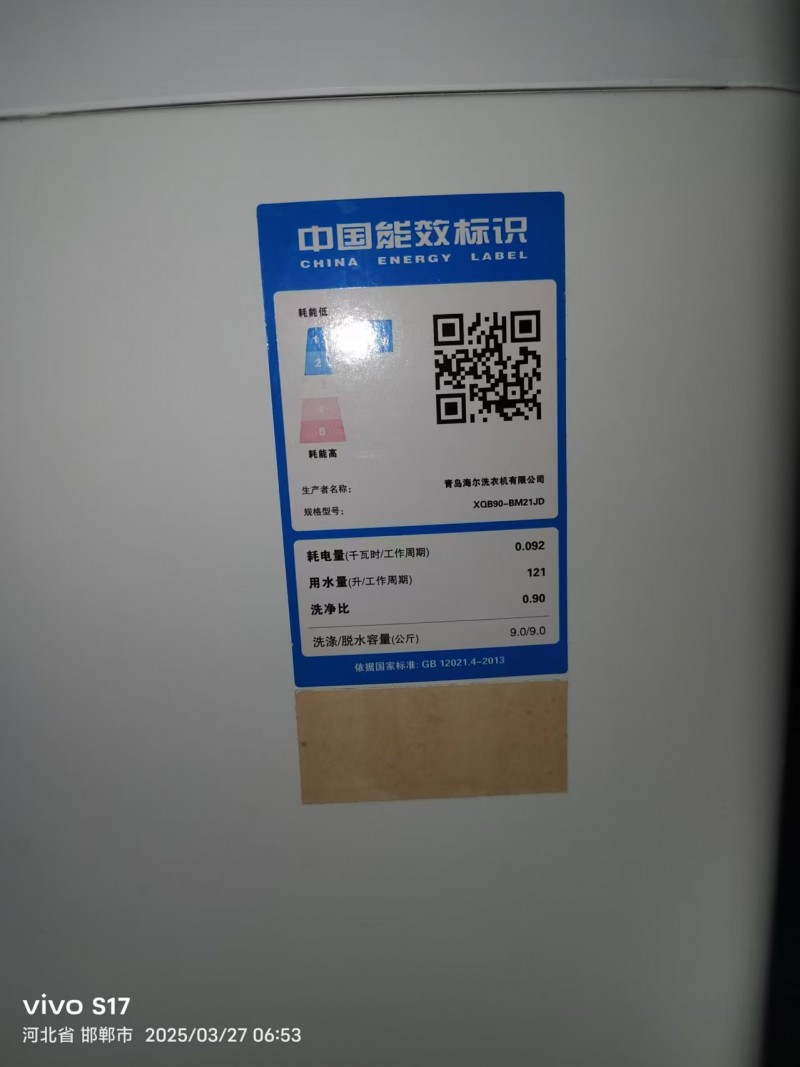 中国能效标识
CHINA ENERGY LABEL
耗能低
1
2
4
5
耗能高
生产者名称： 青岛海尔洗衣机有限公司
规格型号： XQB90-BM21JD
耗电量(千瓦时/工作周期) 0.092
用水量(升/工作周期) 121
洗净比 0.90
洗涤/脱水容量(公斤) 9.0/9.0
依据国家标准: GB 12021.4-2013
vivo S17
河北省 邯郸市 2025/03/27 06:53